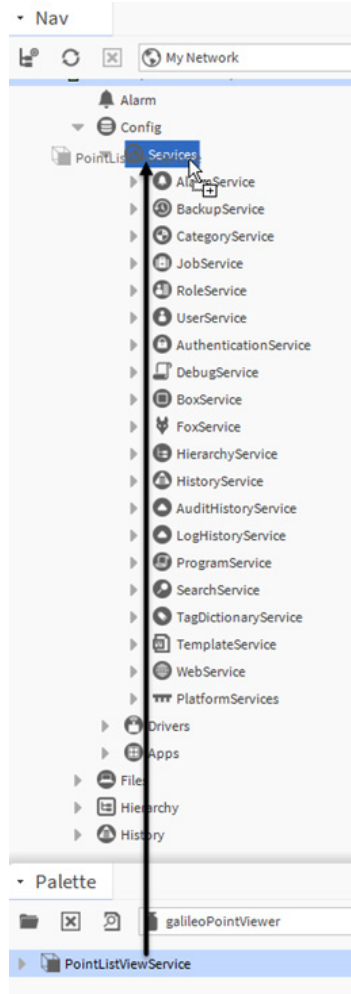 Nav
My Network
Alarm
Config
Services
AlarmService
BackupService
CategoryService
JobService
RoleService
UserService
AuthenticationService
DebugService
BoxService
FoxService
HierarchyService
HistoryService
AuditHistoryService
LogHistoryService
ProgramService
SearchService
TagDictionaryService
TemplateService
WebService
PlatformServices
Drivers
Apps
Files
Hierarchy
History
Palette
galileoPointViewer
PointListViewService